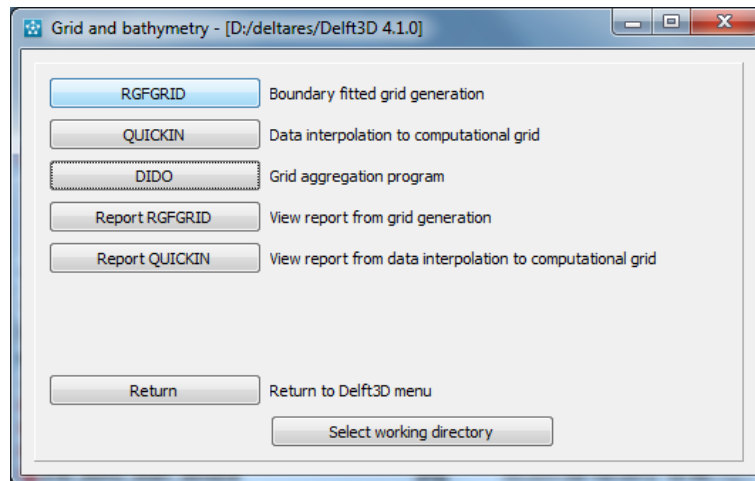 Grid and bathymetry - [D:/deltares/Delft3D 4.1.0]
RGFGRID Boundary fitted grid generation
QUICKIN Data interpolation to computational grid
DIDO Grid aggregation program
Report RGFGRID View report from grid generation
Report QUICKIN View report from data interpolation to computational grid
Return Return to Delft3D menu
Select working directory